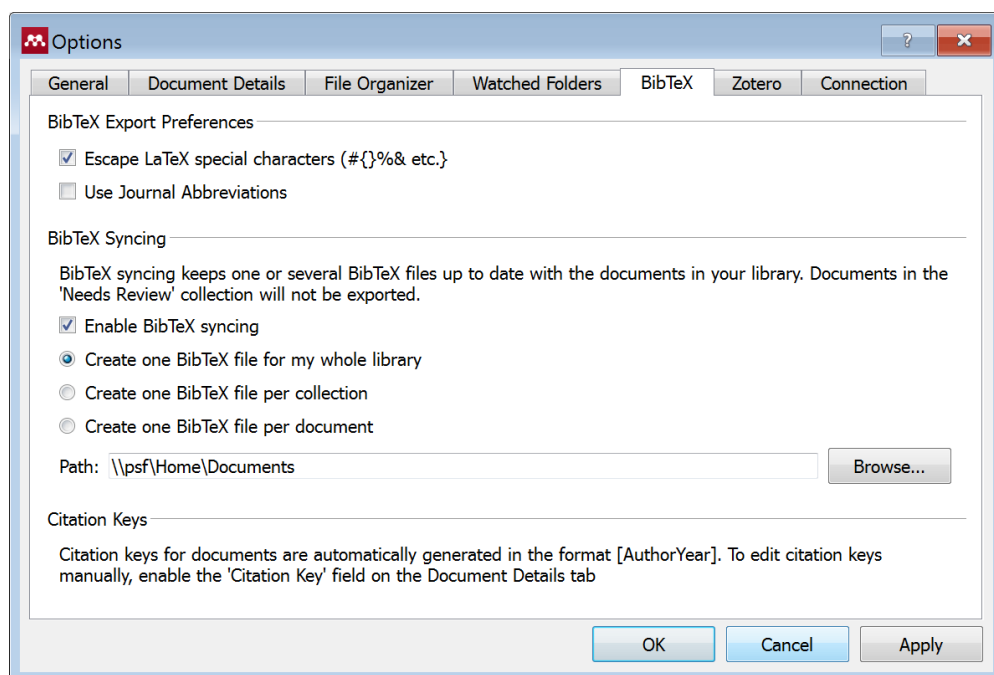 Options
?
General Document Details File Organizer Watched Folders BibTeX Zotero Connection
BibTeX Export Preferences
Escape LaTeX special characters (#{}%& etc.}
Use Journal Abbreviations
BibTeX Syncing
BibTeX syncing keeps one or several BibTeX files up to date with the documents in your library. Documents in the
'Needs Review' collection will not be exported.
Enable BibTeX syncing
Create one BibTeX file for my whole library
Create one BibTeX file per collection
Create one BibTeX file per document
Path: \\psf\Home\Documents Browse...
Citation Keys
Citation keys for documents are automatically generated in the format [AuthorYear]. To edit citation keys
manually, enable the 'Citation Key' field on the Document Details tab
OK Cancel Apply